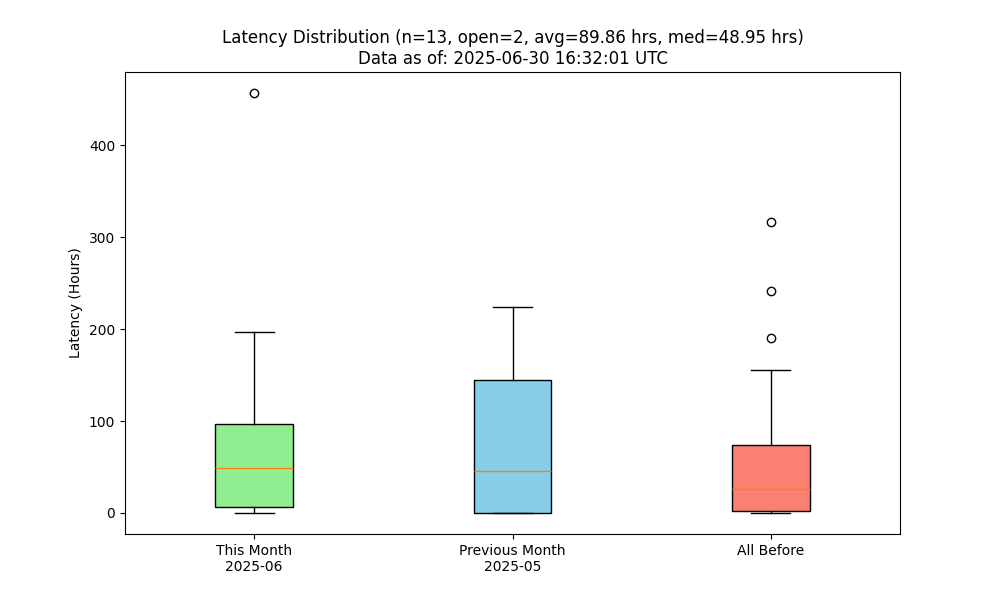 Latency Distribution (n=13, open=2, avg=89.86 hrs, med=48.95 hrs)
Data as of: 2025-06-30 16:32:01 UTC
Latency (Hours)
400
300
200
100
0
This Month
2025-06
Previous Month
2025-05
All Before